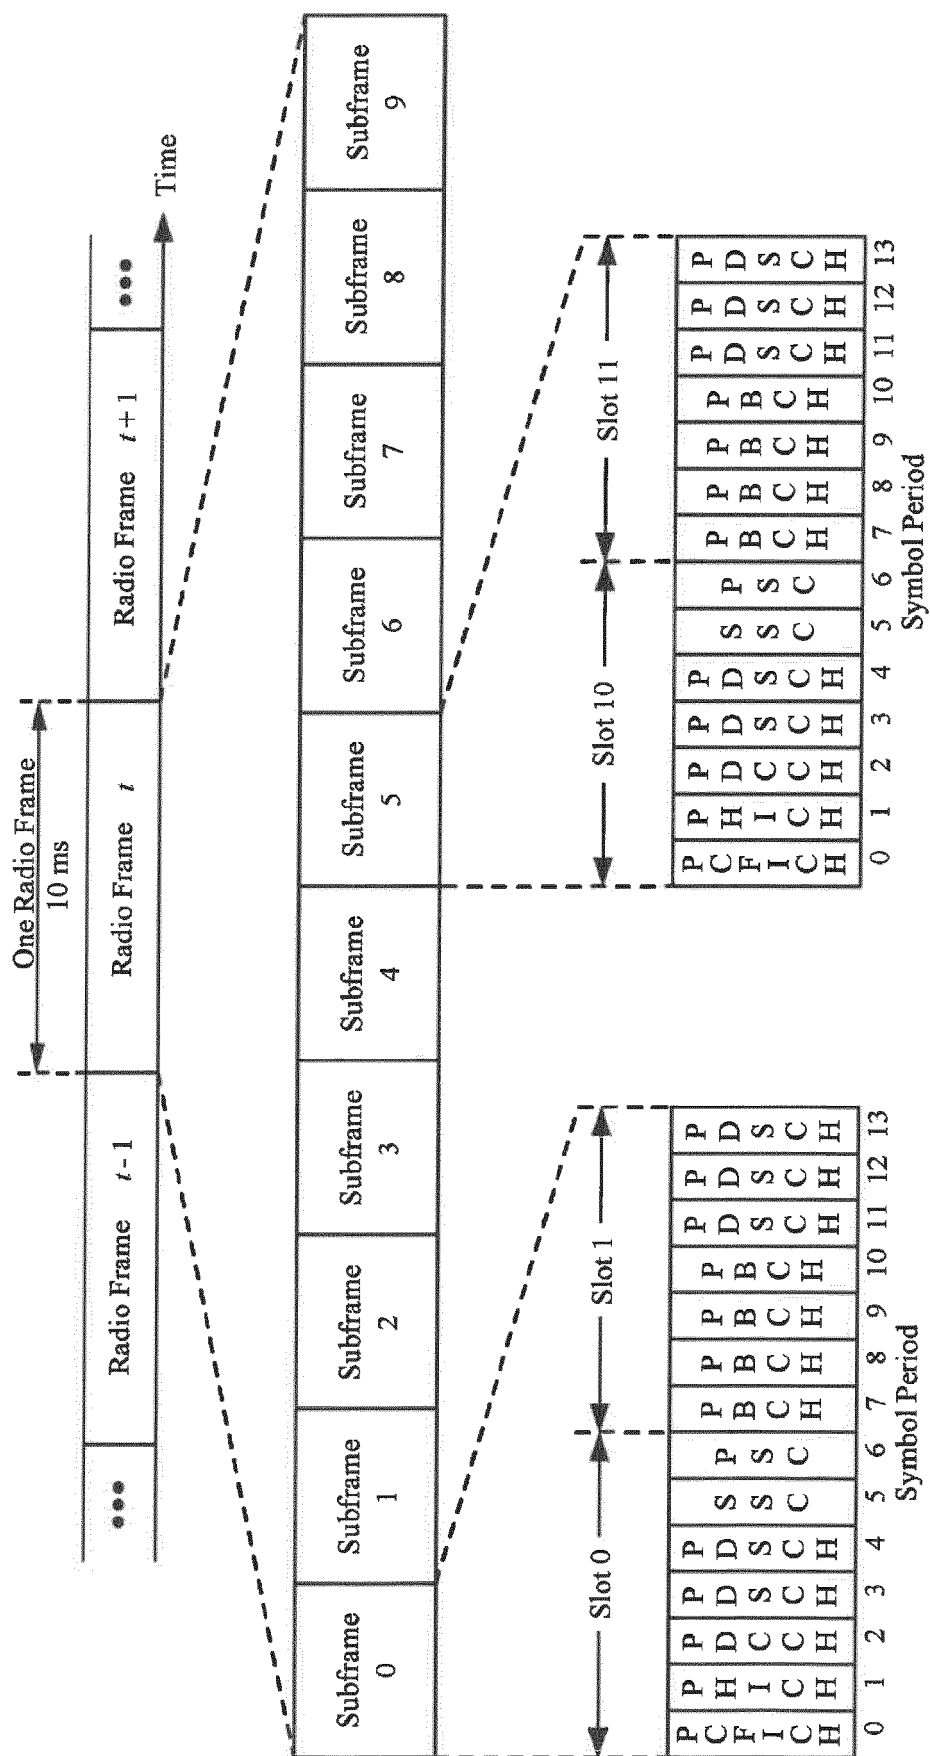 One Radio Frame
10 ms
••• Radio Frame t-1 Radio Frame t Radio Frame t+1 •••
Time
Subframe 0 Subframe 1 Subframe 2 Subframe 3 Subframe 4 Subframe 5 Subframe 6 Subframe 7 Subframe 8 Subframe 9
Slot 0 Slot 1
PCFICH PHICH PDCCH PDSCH PDSCH SSC PSC PBCH PBCH PBCH PBCH PDSCH PDSCH PDSCH
0 1 2 3 4 5 6 7 8 9 10 11 12 13
Symbol Period
Slot 10 Slot 11
PCFICH PHICH PDCCH PDSCH PDSCH SSC PSC PBCH PBCH PBCH PBCH PDSCH PDSCH PDSCH
0 1 2 3 4 5 6 7 8 9 10 11 12 13
Symbol Period